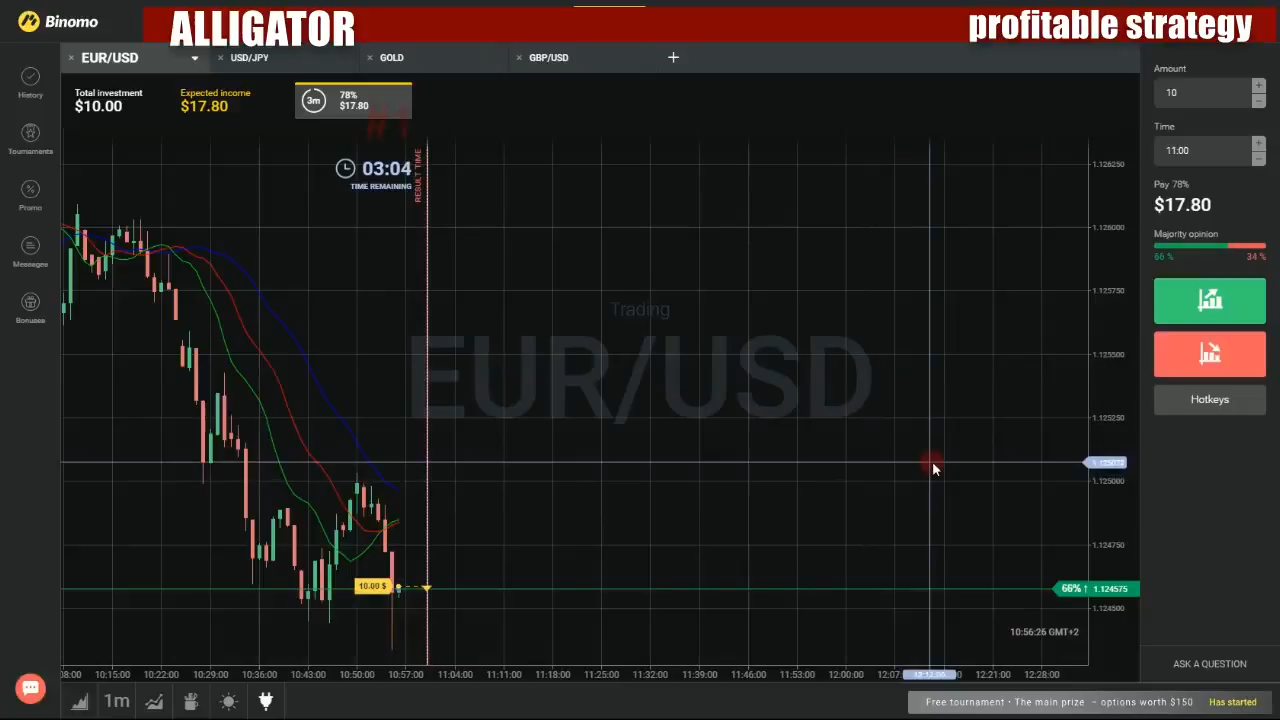 Binomo
ALLIGATOR
profitable strategy
EUR/USD
USD/JPY
GOLD
GBP/USD
Total investment
$10.00
Expected income
$17.80
3m
78%
$17.80
03:04
TIME REMAINING
RESULT TIME
History
Tournaments
Promo
Messeges
Bonuses
Trading
EUR/USD
1.126250
1.126000
1.125750
1.125500
1.125250
1.125000
1.124750
1.124500
10.00 $
66% ↑ 1.124575
10:56:26 GMT+2
:08:00 10:15:00 10:22:00 10:29:00 10:36:00 10:43:00 10:50:00 10:57:00 11:04:00 11:11:00 11:18:00 11:25:00 11:32:00 11:39:00 11:46:00 11:53:00 12:00:00 12:07: 12:21:00 12:28:00
1m
Amount
10
Time
11:00
Pay 78%
$17.80
Majority opinion
66 % 34 %
Hotkeys
ASK A QUESTION
Free tournament · The main prize – options worth $150 Has started